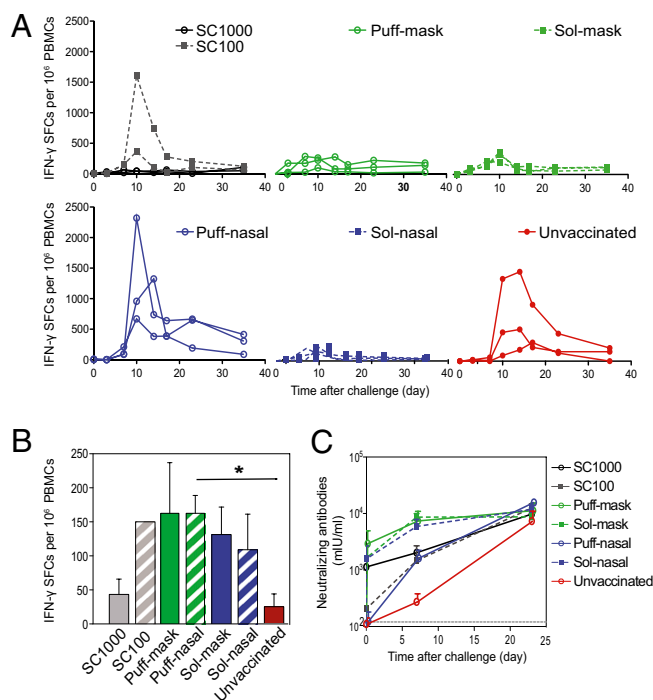 A
SC1000
SC100
Puff-mask
Sol-mask
IFN-γ SFCs per 10⁶ PBMCs
2500
2000
1500
1000
500
0
0 10 20 30 40
0 10 20 30 40
0 10 20 30 40
Puff-nasal
Sol-nasal
Unvaccinated
IFN-γ SFCs per 10⁶ PBMCs
2500
2000
1500
1000
500
0
0 10 20 30 40
0 10 20 30 40
0 10 20 30 40
Time after challenge (day)
B
IFN-γ SFCs per 10⁶ PBMCs
250
200
150
100
50
0
*
SC1000
SC100
Puff-mask
Puff-nasal
Sol-mask
Sol-nasal
Unvaccinated
C
Neutralizing antibodies
(mIU/ml)
10⁵
10⁴
10³
10²
0 5 10 15 20 25
Time after challenge (day)
SC1000
SC100
Puff-mask
Sol-mask
Puff-nasal
Sol-nasal
Unvaccinated